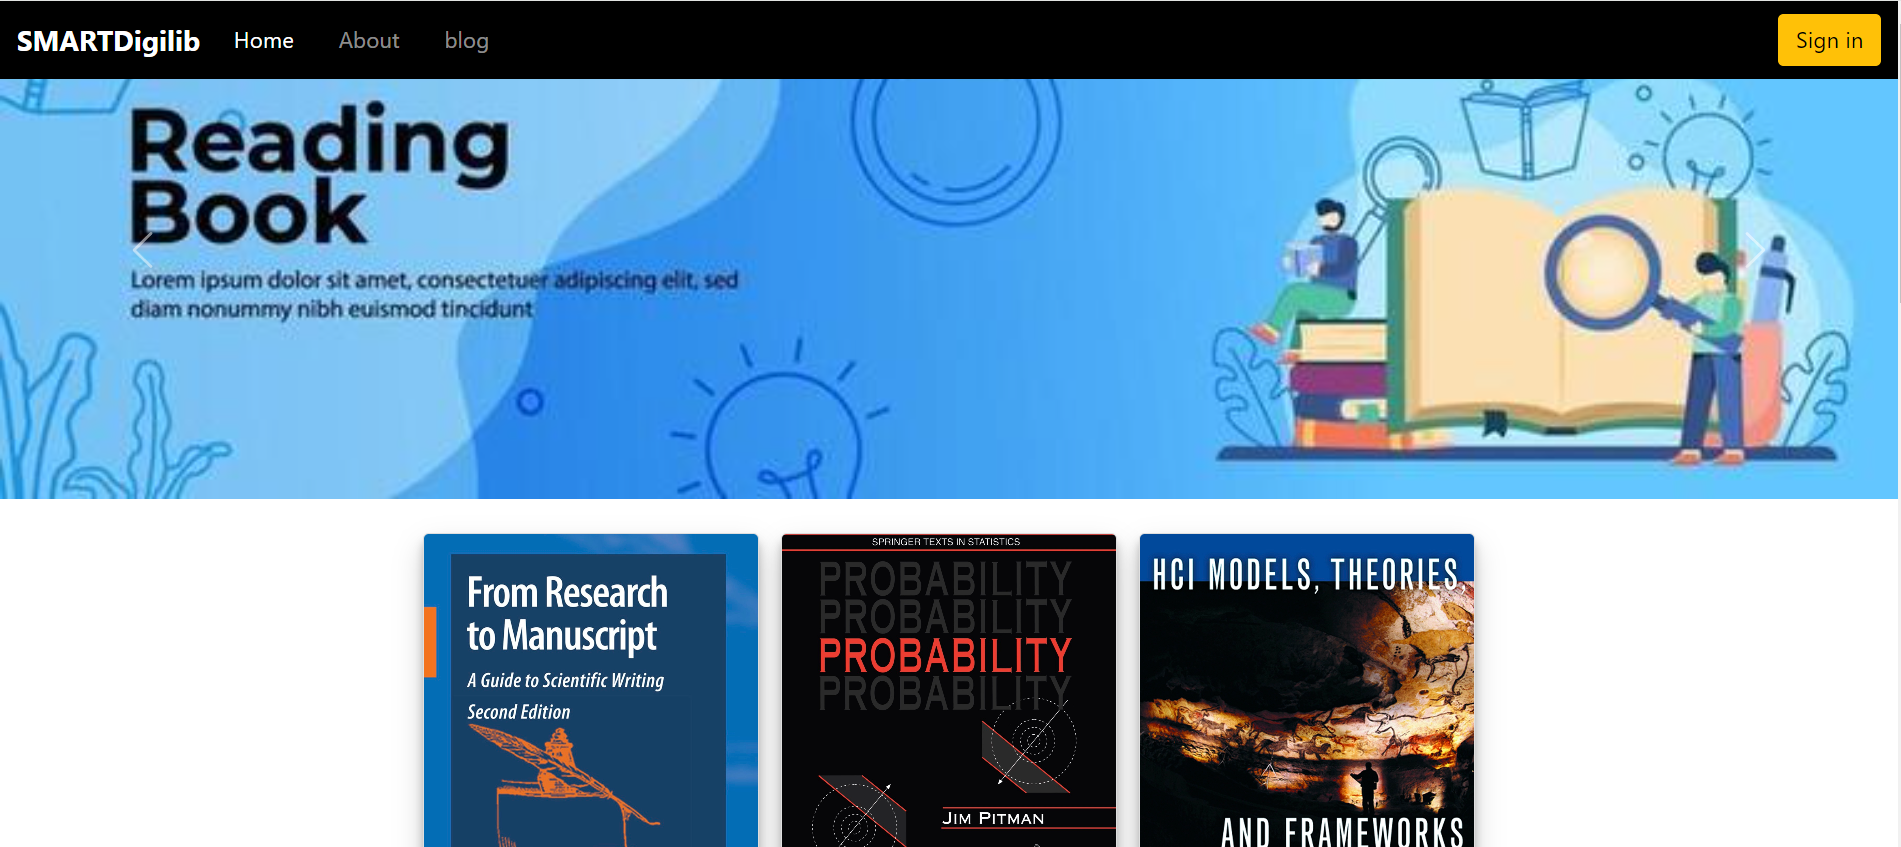 SMARTDigilib Home About blog Sign in
Reading
Book
Lorem ipsum dolor sit amet, consectetuer adipiscing elit, sed
diam nonummy nibh euismod tincidunt
From Research
to Manuscript
A Guide to Scientific Writing
Second Edition
SPRINGER TEXTS IN STATISTICS
PROBABILITY
PROBABILITY
PROBABILITY
PROBABILITY
JIM PITMAN
HCI MODELS, THEORIES,
AND FRAMEWORKS